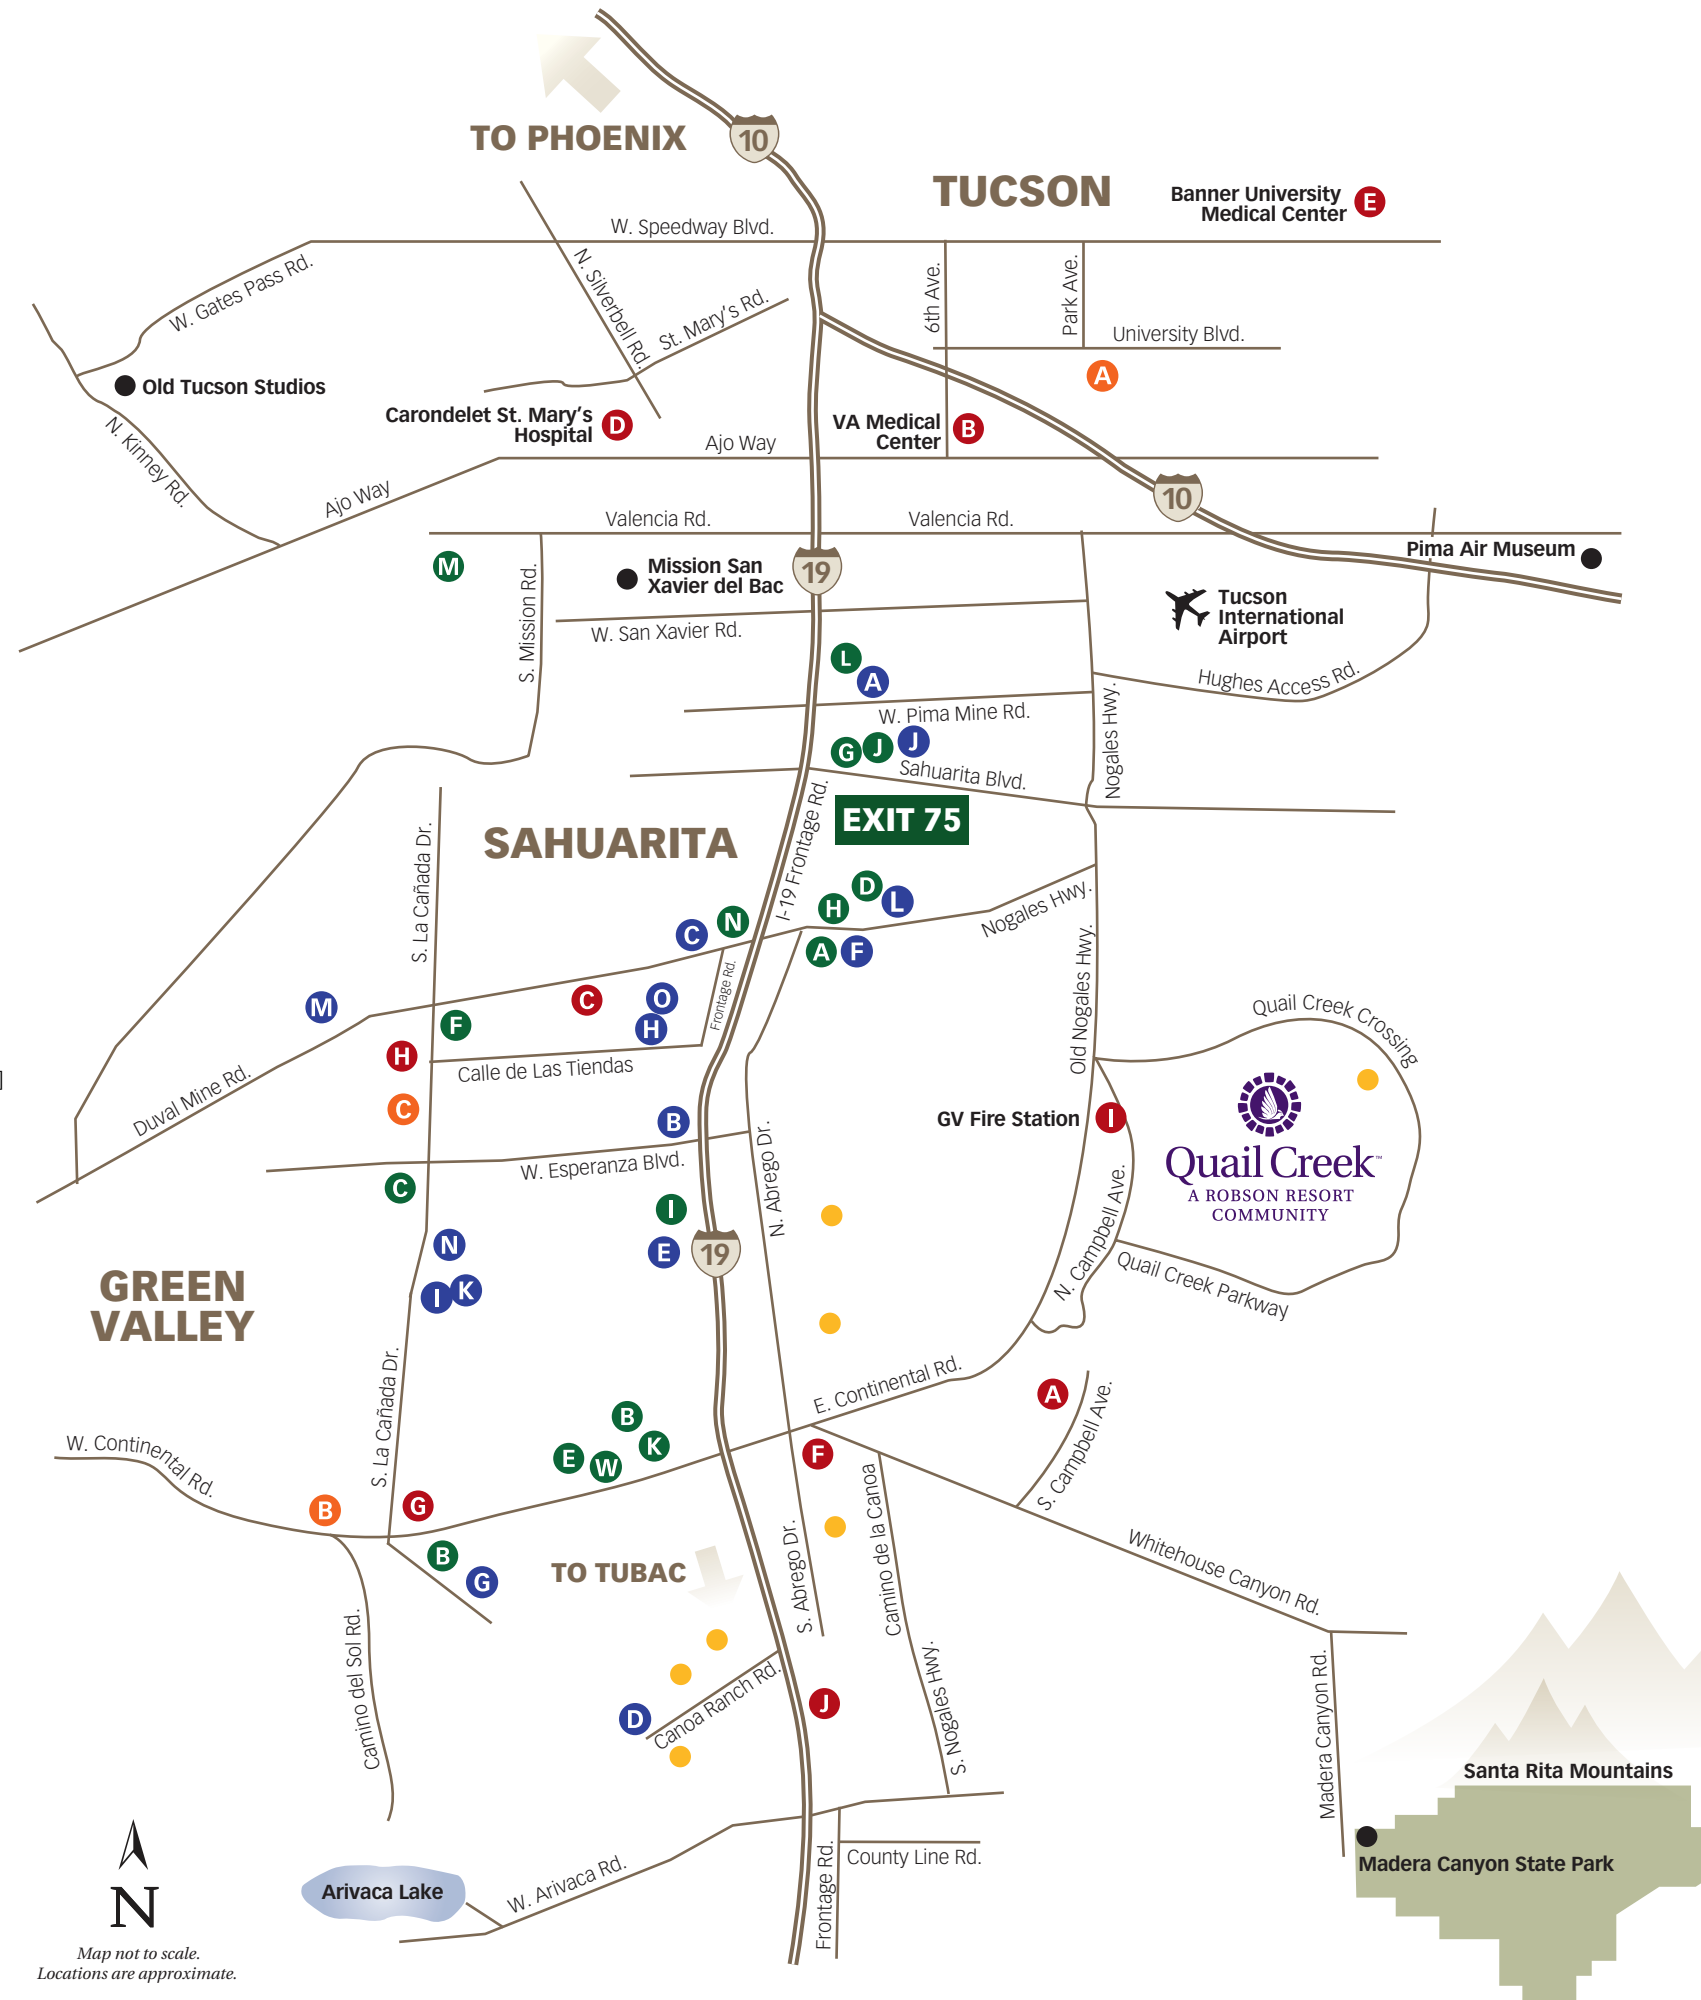 TO PHOENIX
10
TUCSON
Banner University
Medical Center
E
W. Speedway Blvd.
W. Gates Pass Rd.
N. Silverbell Rd.
St. Mary's Rd.
6th Ave.
Park Ave.
University Blvd.
A
Old Tucson Studios
Carondelet St. Mary's
Hospital
D
VA Medical
Center
B
N. Kinney Rd.
Ajo Way
Ajo Way
10
Valencia Rd.
Valencia Rd.
Pima Air Museum
M
S. Mission Rd.
Mission San
Xavier del Bac
19
Tucson
International
Airport
W. San Xavier Rd.
L
A
Hughes Access Rd.
W. Pima Mine Rd.
Nogales Hwy.
G
J
J
Sahuarita Blvd.
I-19 Frontage Rd.
EXIT 75
SAHUARITA
S. La Cañada Dr.
D
H
L
Nogales Hwy.
C
N
A
F
Old Nogales Hwy.
Frontage Rd.
M
C
O
H
F
Quail Creek Crossing
H
Calle de Las Tiendas
]
Duval Mine Rd.
C
B
GV Fire Station
I
Quail Creek™
A ROBSON RESORT
COMMUNITY
W. Esperanza Blvd.
N. Abrego Dr.
N. Campbell Ave.
C
I
N
E
19
Quail Creek Parkway
GREEN
VALLEY
I
K
S. La Cañada Dr.
E. Continental Rd.
A
S. Campbell Ave.
B
K
E
W
F
W. Continental Rd.
B
G
Camino de la Canoa
S. Abrego Dr.
Whitehouse Canyon Rd.
B
G
TO TUBAC
Camino del Sol Rd.
S. Nogales Hwy.
Canoa Ranch Rd.
D
J
Madera Canyon Rd.
Santa Rita Mountains
Madera Canyon State Park
Frontage Rd.
County Line Rd.
W. Arivaca Rd.
Arivaca Lake
N
Map not to scale.
Locations are approximate.